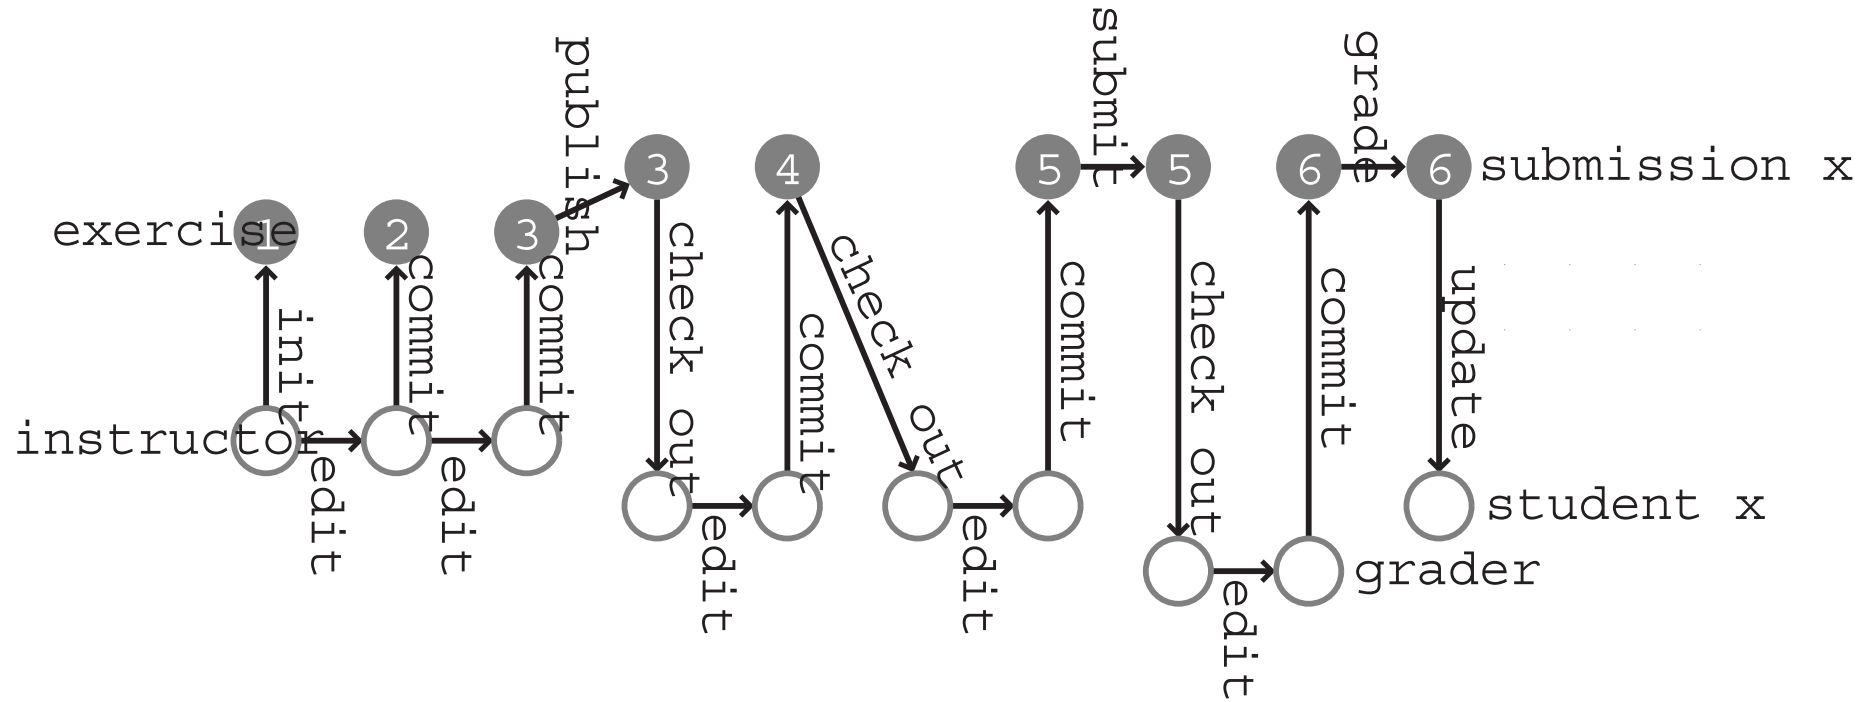 publish
submit
grade
3
4
5
5
6
6
submission x
exercise
1
2
3
init
commit
commit
check out
commit
check out
commit
check out
commit
update
instructor
edit
edit
edit
edit
student x
grader
edit